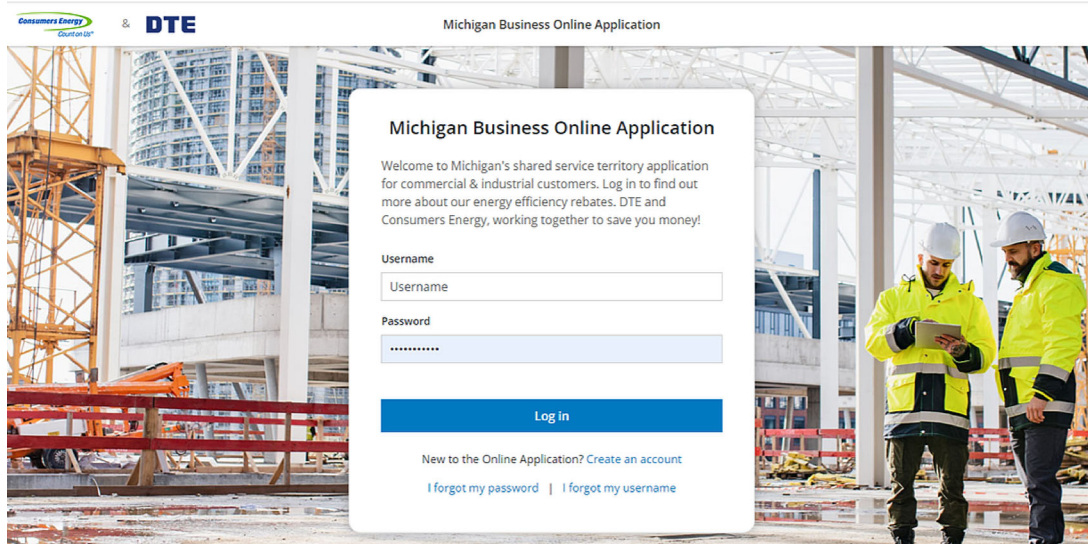 Consumers Energy
Count on Us®
& DTE
Michigan Business Online Application
Michigan Business Online Application
Welcome to Michigan's shared service territory application
for commercial & industrial customers. Log in to find out
more about our energy efficiency rebates. DTE and
Consumers Energy, working together to save you money!
Username
Username
Password
Log in
New to the Online Application? Create an account
I forgot my password | I forgot my username